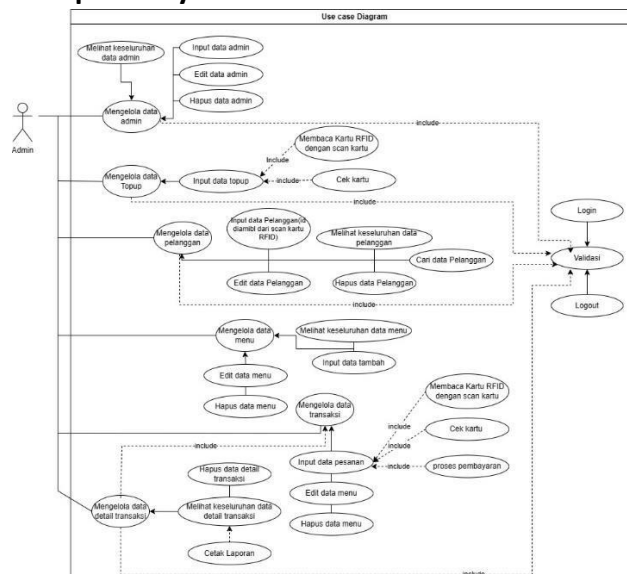 Use case Diagram
Melihat keseluruhan
data admin
Input data admin
Edit data admin
Hapus data admin
Mengelola data
admin
Admin
include
Membaca Kartu RFID
dengan scan kartu
Include
Mengelola data
Topup
Input data topup
include
Cek kartu
include
Login
Input data Pelanggan(id
diambil dari scan kartu
RFID)
Melihat keseluruhan data
pelanggan
Mengelola data
pelanggan
Cari data Pelanggan
Validasi
Edit data Pelanggan
Hapus data Pelanggan
include
Logout
Mengelola data
menu
Melihat keseluruhan data menu
Input data tambah
Edit data menu
Hapus data menu
Mengelola data
transaksi
Membaca Kartu RFID
dengan scan kartu
include
Cek kartu
include
include
Input data pesanan
include
proses pembayaran
Hapus data detail
transaksi
Edit data menu
Mengelola data
detail transaksi
Melihat keseluruhan data
detail transaksi
Hapus data menu
Cetak Laporan
include